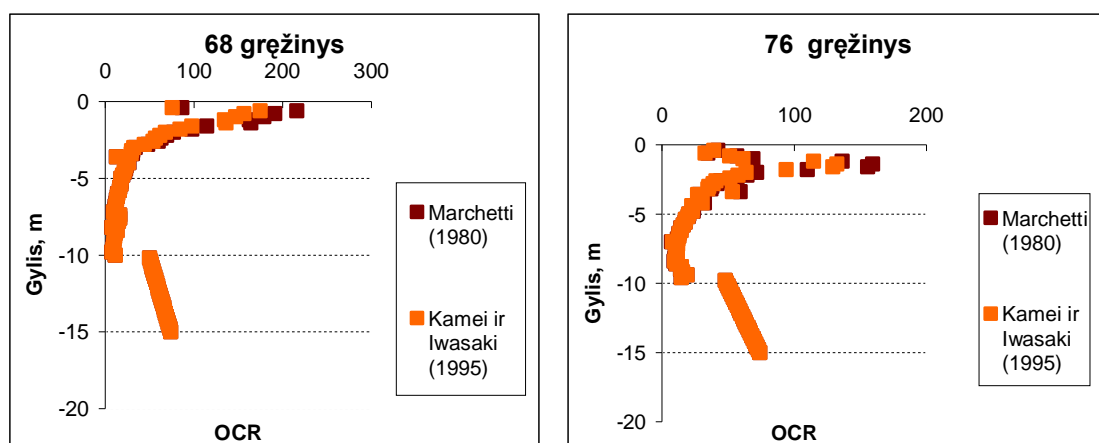 68 gręžinys
0 100 200 300
0
-5
-10
-15
-20
Gylis, m
OCR
Marchetti
(1980)
Kamei ir
Iwasaki
(1995)
76 gręžinys
0 100 200
0
-5
-10
-15
-20
Gylis, m
OCR
Marchetti
(1980)
Kamei ir
Iwasaki
(1995)